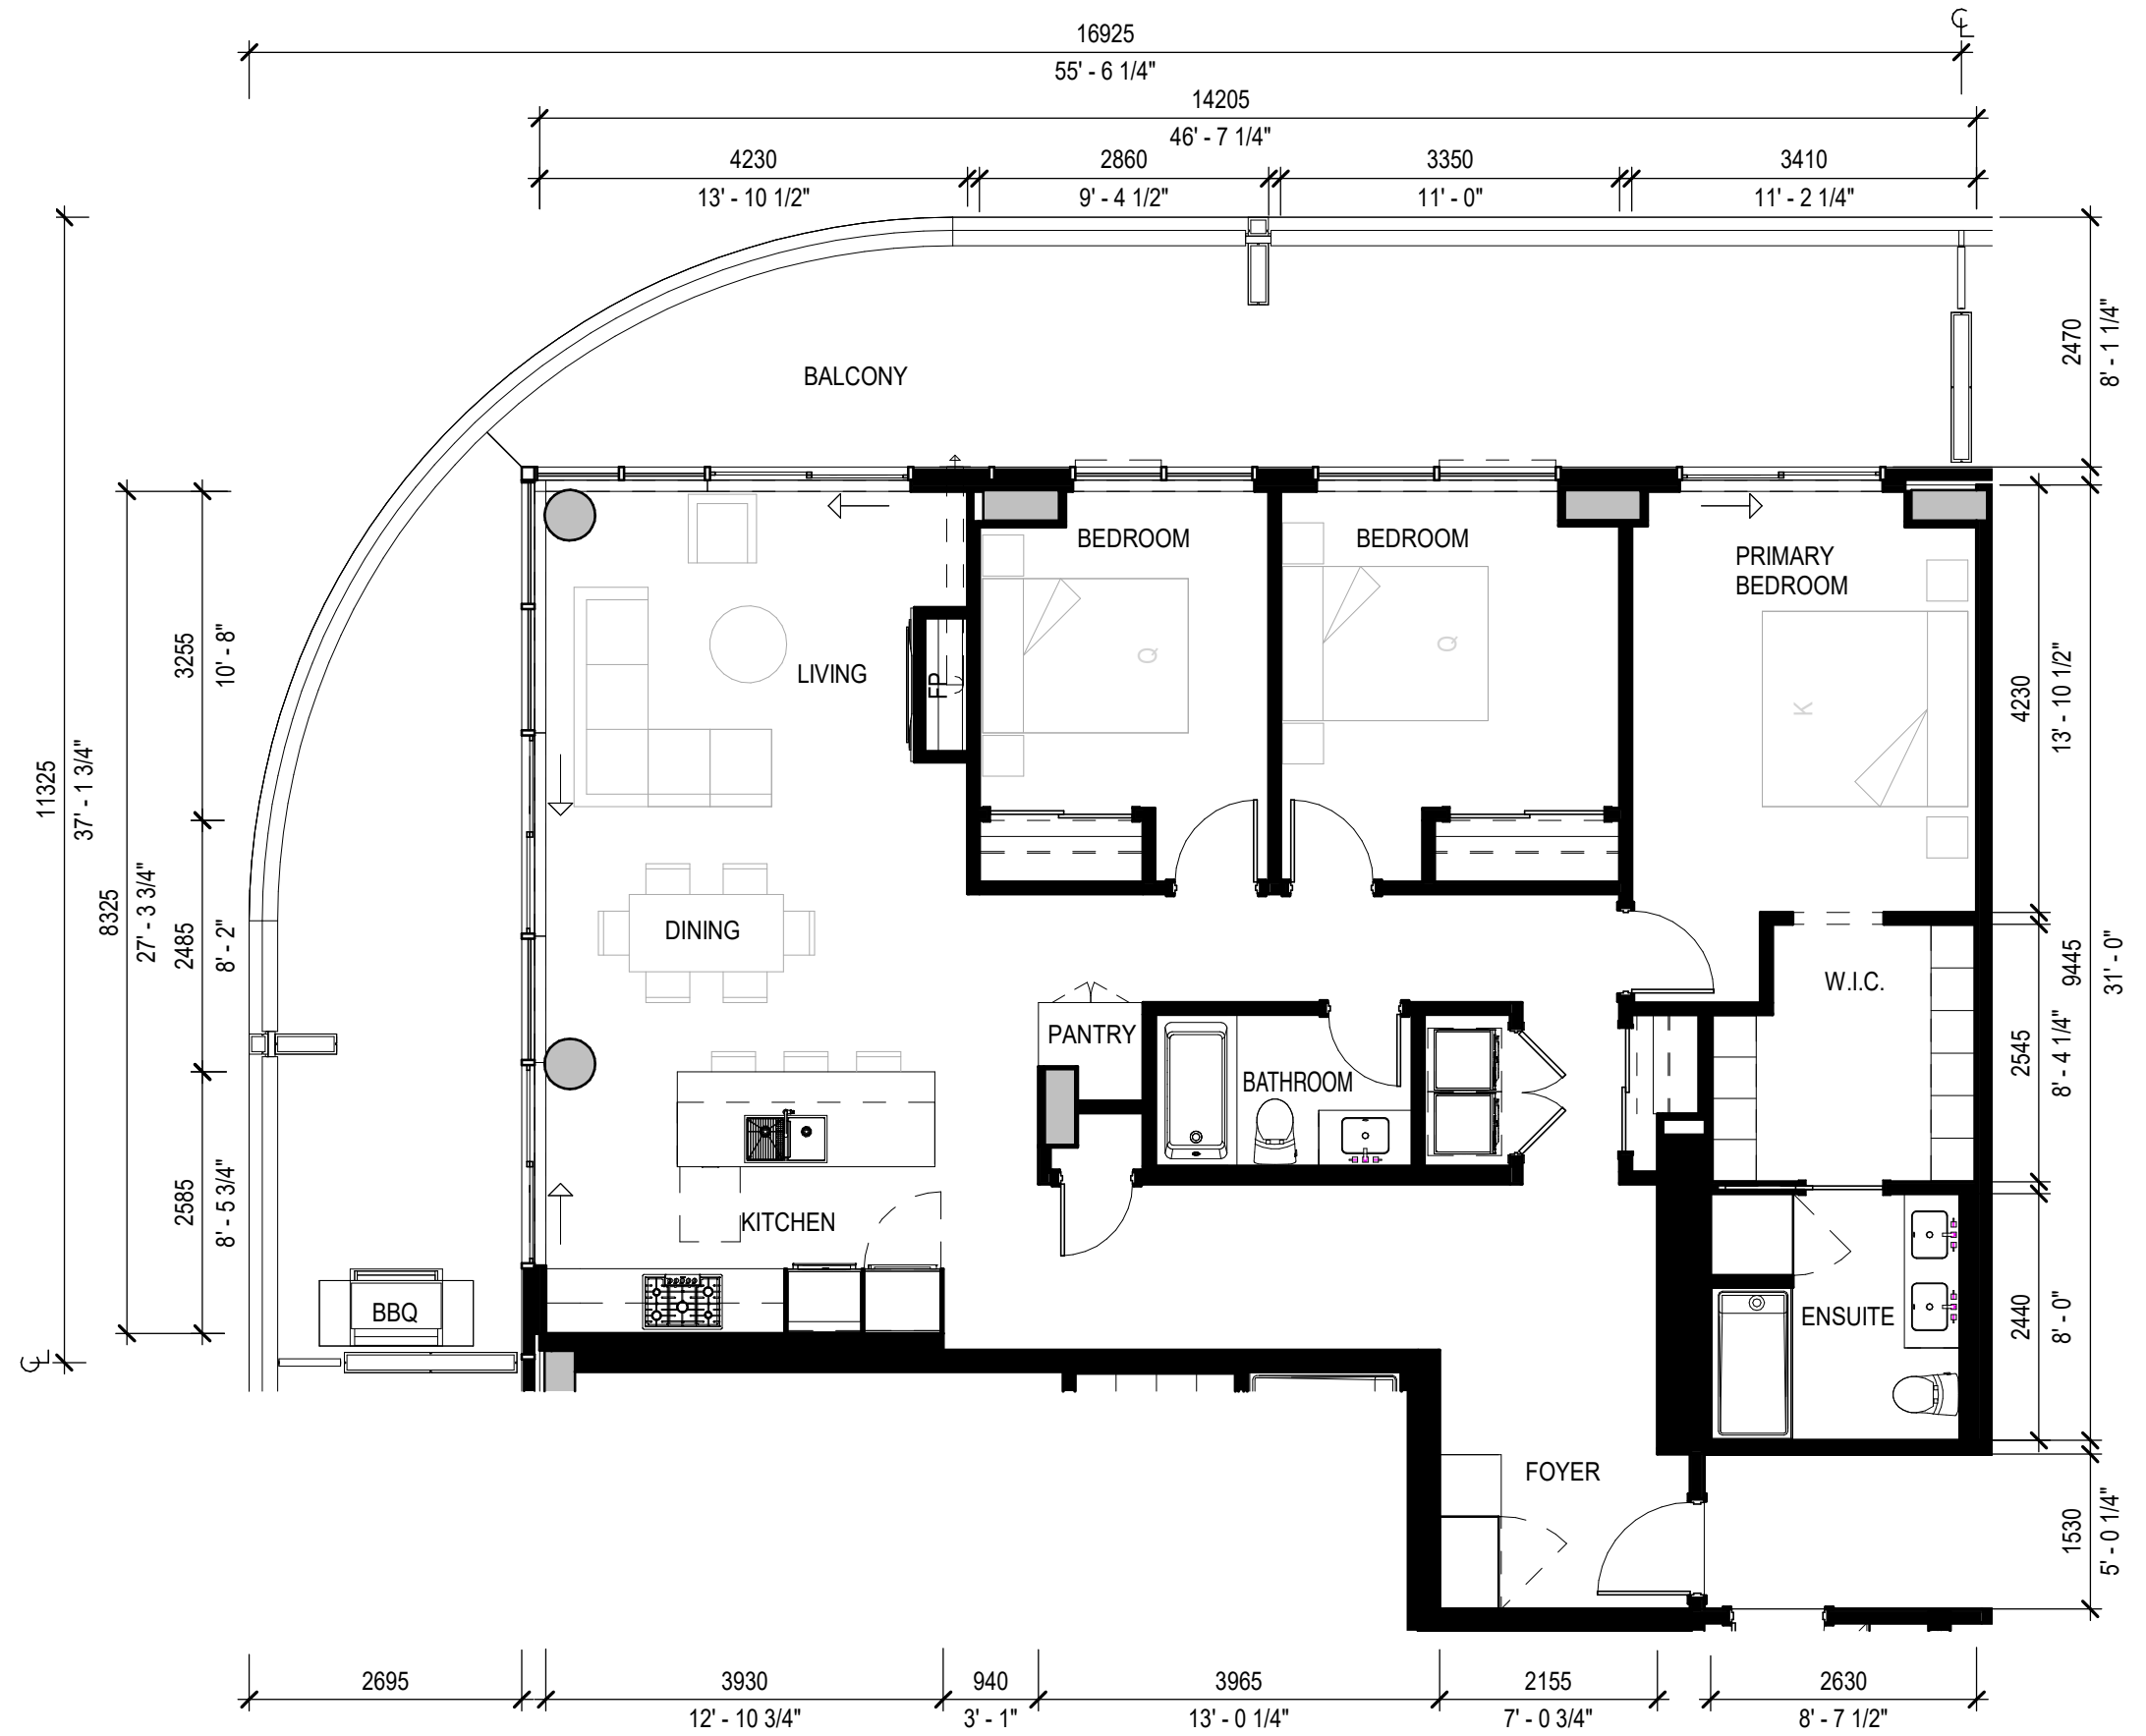 ℄
16925
55' - 6 1/4"
14205
46' - 7 1/4"
4230
2860
3350
3410
13' - 10 1/2"
9' - 4 1/2"
11' - 0"
11' - 2 1/4"
2470
8' - 1 1/4"
BALCONY
BEDROOM
BEDROOM
PRIMARY
BEDROOM
Q
Q
K
LIVING
FP
3255
10' - 8"
4230
13' - 10 1/2"
11325
37' - 1 3/4"
8325
27' - 3 3/4"
DINING
2485
8' - 2"
W.I.C.
9445
31' - 0"
PANTRY
BATHROOM
2545
8' - 4 1/4"
2585
8' - 5 3/4"
KITCHEN
BBQ
ENSUITE
2440
8' - 0"
℄
FOYER
1530
5' - 0 1/4"
2695
3930
940
3965
2155
2630
12' - 10 3/4"
3' - 1"
13' - 0 1/4"
7' - 0 3/4"
8' - 7 1/2"